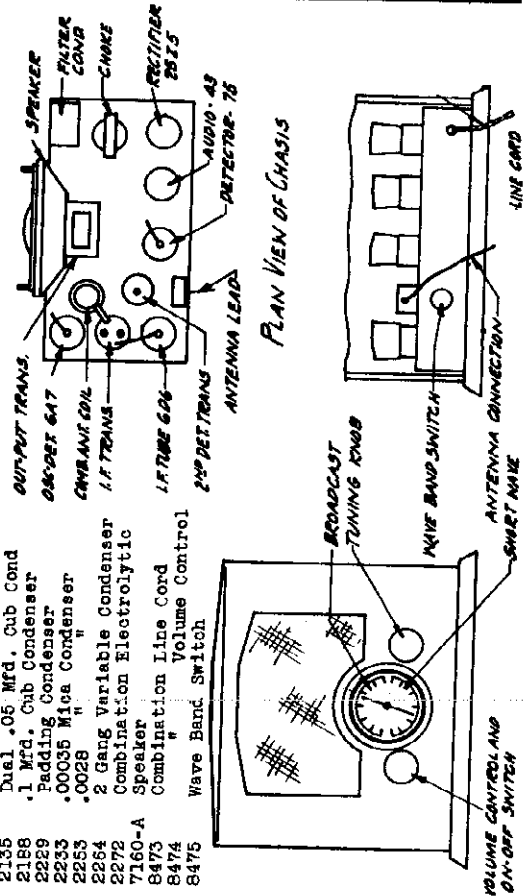 2135 Dual .05 Mfd. Cub Cond
2188 .1 Mfd. Cub Condenser
2229 Padding Condenser
2233 .00035 Mica Condenser
2253 .0028 " "
2264 2 Gang Variable Condenser
2272 Combination Electrolytic
7160-A Speaker
8473 Combination Line Cord
8474 " Volume Control
8475 Wave Band Switch
OUT-PUT TRANS.
OSC-DET. 6A7
COMB. ANT. COIL
I.F. TRANS
I.F. TUBE 6D6
2ND DET. TRANS
ANTENNA LEAD
SPEAKER
FILTER COND
CHOKE
RECTIFIER 25Z5
AUDIO-43
DETECTOR-75
PLAN VIEW OF CHASIS
BROADCAST
TUNING KNOB
SHORT WAVE
VOLUME CONTROL AND
ON-OFF SWITCH
WAVE BAND SWITCH
ANTENNA CONNECTION
LINE CORD